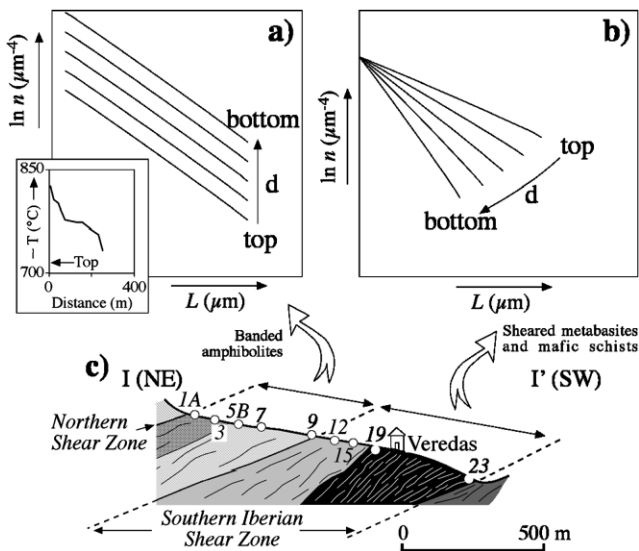 a)
ln n (µm-4)
bottom
d
top
850
T (°C)
Top
700
0
400
Distance (m)
L (µm)
b)
ln n (µm-4)
top
d
bottom
L (µm)
Banded
amphibolites
Sheared metabasites
and mafic schists
c)
I (NE)
I' (SW)
Northern
Shear Zone
1A
3
5B
7
9
12
15
19
Veredas
23
Southern Iberian
Shear Zone
0
500 m